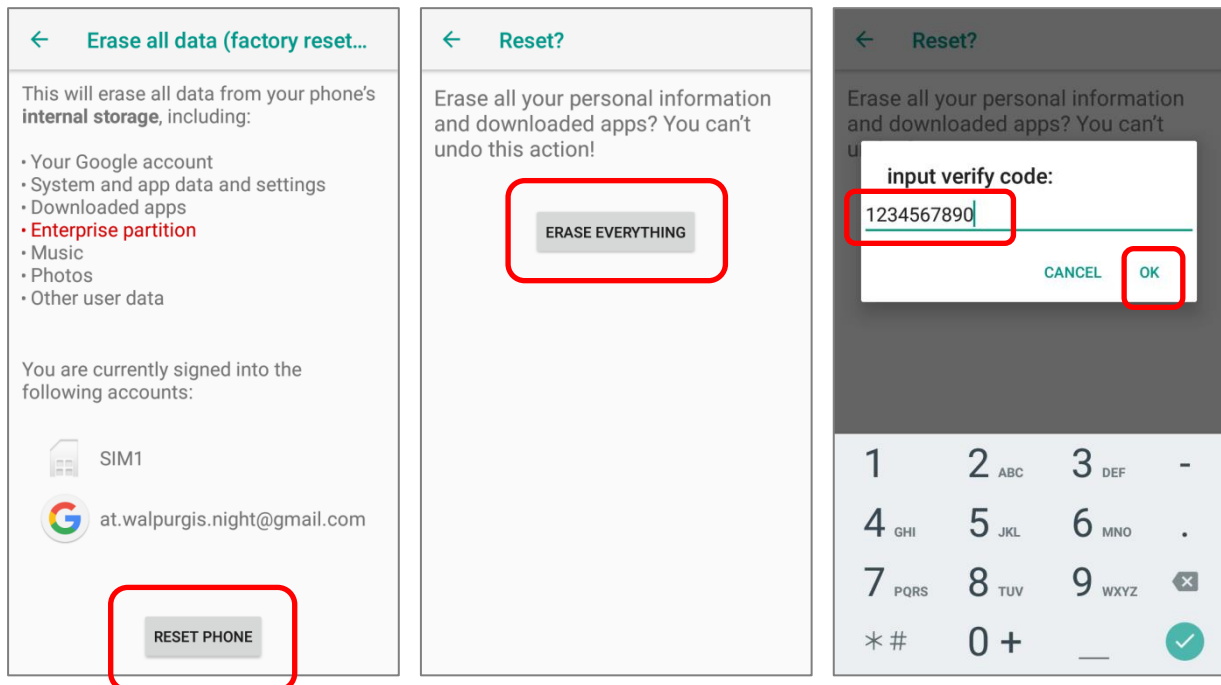 Erase all data (factory reset...
This will erase all data from your phone's
internal storage, including:
• Your Google account
• System and app data and settings
• Downloaded apps
• Enterprise partition
• Music
• Photos
• Other user data
You are currently signed into the
following accounts:
SIM1
G
at.walpurgis.night@gmail.com
RESET PHONE
Reset?
Erase all your personal information
and downloaded apps? You can't
undo this action!
ERASE EVERYTHING
Reset?
Erase all your personal information
and downloaded apps? You can't
u
input verify code:
1234567890
CANCEL OK
1 2 ABC 3 DEF -
4 GHI 5 JKL 6 MNO .
7 PQRS 8 TUV 9 WXYZ
*# 0 + _